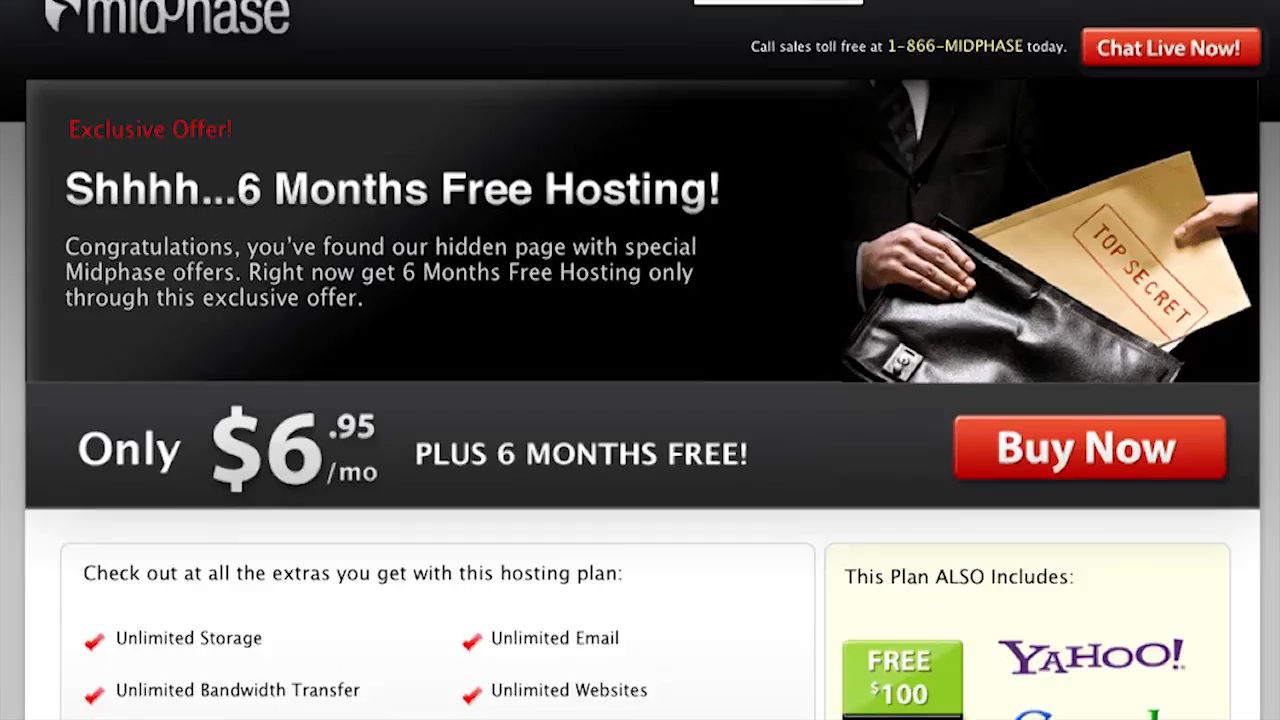 midphase
Call sales toll free at 1-866-MIDPHASE today.
Chat Live Now!
Exclusive Offer!
Shhhh...6 Months Free Hosting!
Congratulations, you've found our hidden page with special
Midphase offers. Right now get 6 Months Free Hosting only
through this exclusive offer.
TOP SECRET
Only $6.95/mo PLUS 6 MONTHS FREE!
Buy Now
Check out at all the extras you get with this hosting plan:
Unlimited Storage
Unlimited Email
Unlimited Bandwidth Transfer
Unlimited Websites
This Plan ALSO Includes:
FREE
$100
YAHOO!